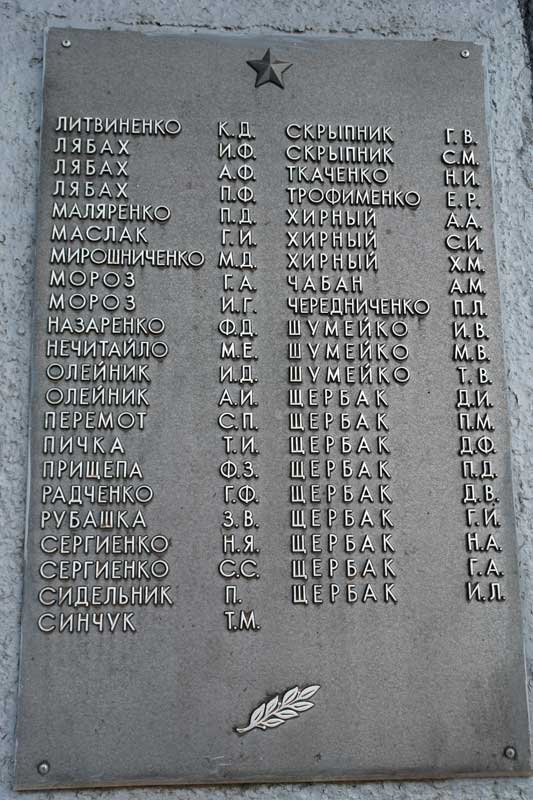 ЛИТВИНЕНКО К.Д.
ЛЯБАХ И.Ф.
ЛЯБАХ А.Ф.
ЛЯБАХ П.Ф.
МАЛЯРЕНКО П.Д.
МАСЛАК Г.И.
МИРОШНИЧЕНКО М.Д.
МОРОЗ Г.А.
МОРОЗ И.Г.
НАЗАРЕНКО Ф.Д.
НЕЧИТАЙЛО М.Е.
ОЛЕЙНИК И.Д.
ОЛЕЙНИК А.И.
ПЕРЕМОТ С.П.
ПИЧКА Т.И.
ПРИЩЕПА Ф.З.
РАДЧЕНКО Г.Ф.
РУБАШКА З.В.
СЕРГИЕНКО Н.Я.
СЕРГИЕНКО С.С.
СИДЕЛЬНИК П.
СИНЧУК Т.М.
СКРЫПНИК Г.В.
СКРЫПНИК С.М.
ТКАЧЕНКО Н.И.
ТРОФИМЕНКО Е.Р.
ХИРНЫЙ А.А.
ХИРНЫЙ С.И.
ХИРНЫЙ Х.М.
ЧАБАН А.М.
ЧЕРЕДНИЧЕНКО П.Л.
ШУМЕЙКО И.В.
ШУМЕЙКО М.В.
ШУМЕЙКО Т.В.
ЩЕРБАК Д.И.
ЩЕРБАК П.М.
ЩЕРБАК Д.Ф.
ЩЕРБАК П.Д.
ЩЕРБАК Д.В.
ЩЕРБАК Г.И.
ЩЕРБАК Н.А.
ЩЕРБАК Г.А.
ЩЕРБАК И.Л.